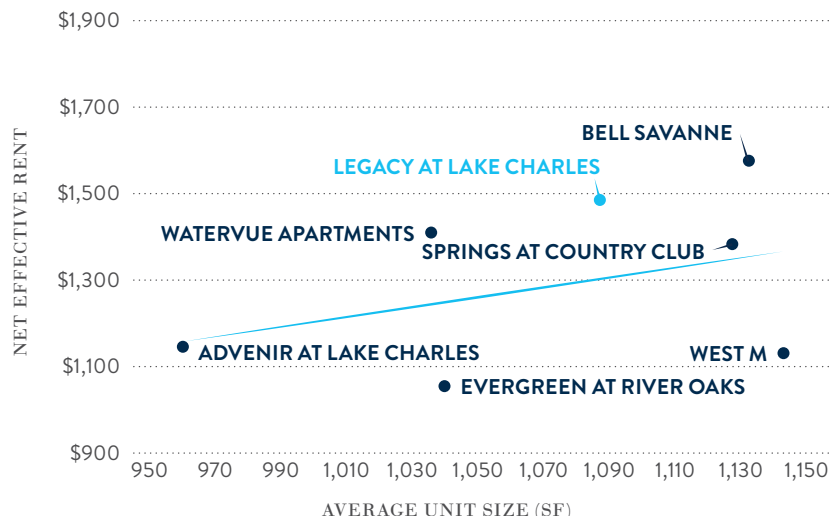 $1,900
$1,700
BELL SAVANNE
LEGACY AT LAKE CHARLES
$1,500
WATERVUE APARTMENTS
SPRINGS AT COUNTRY CLUB
NET EFFECTIVE RENT
$1,300
ADVENIR AT LAKE CHARLES
WEST M
$1,100
EVERGREEN AT RIVER OAKS
$900
950 970 990 1,010 1,030 1,050 1,070 1,090 1,110 1,130 1,150
AVERAGE UNIT SIZE (SF)